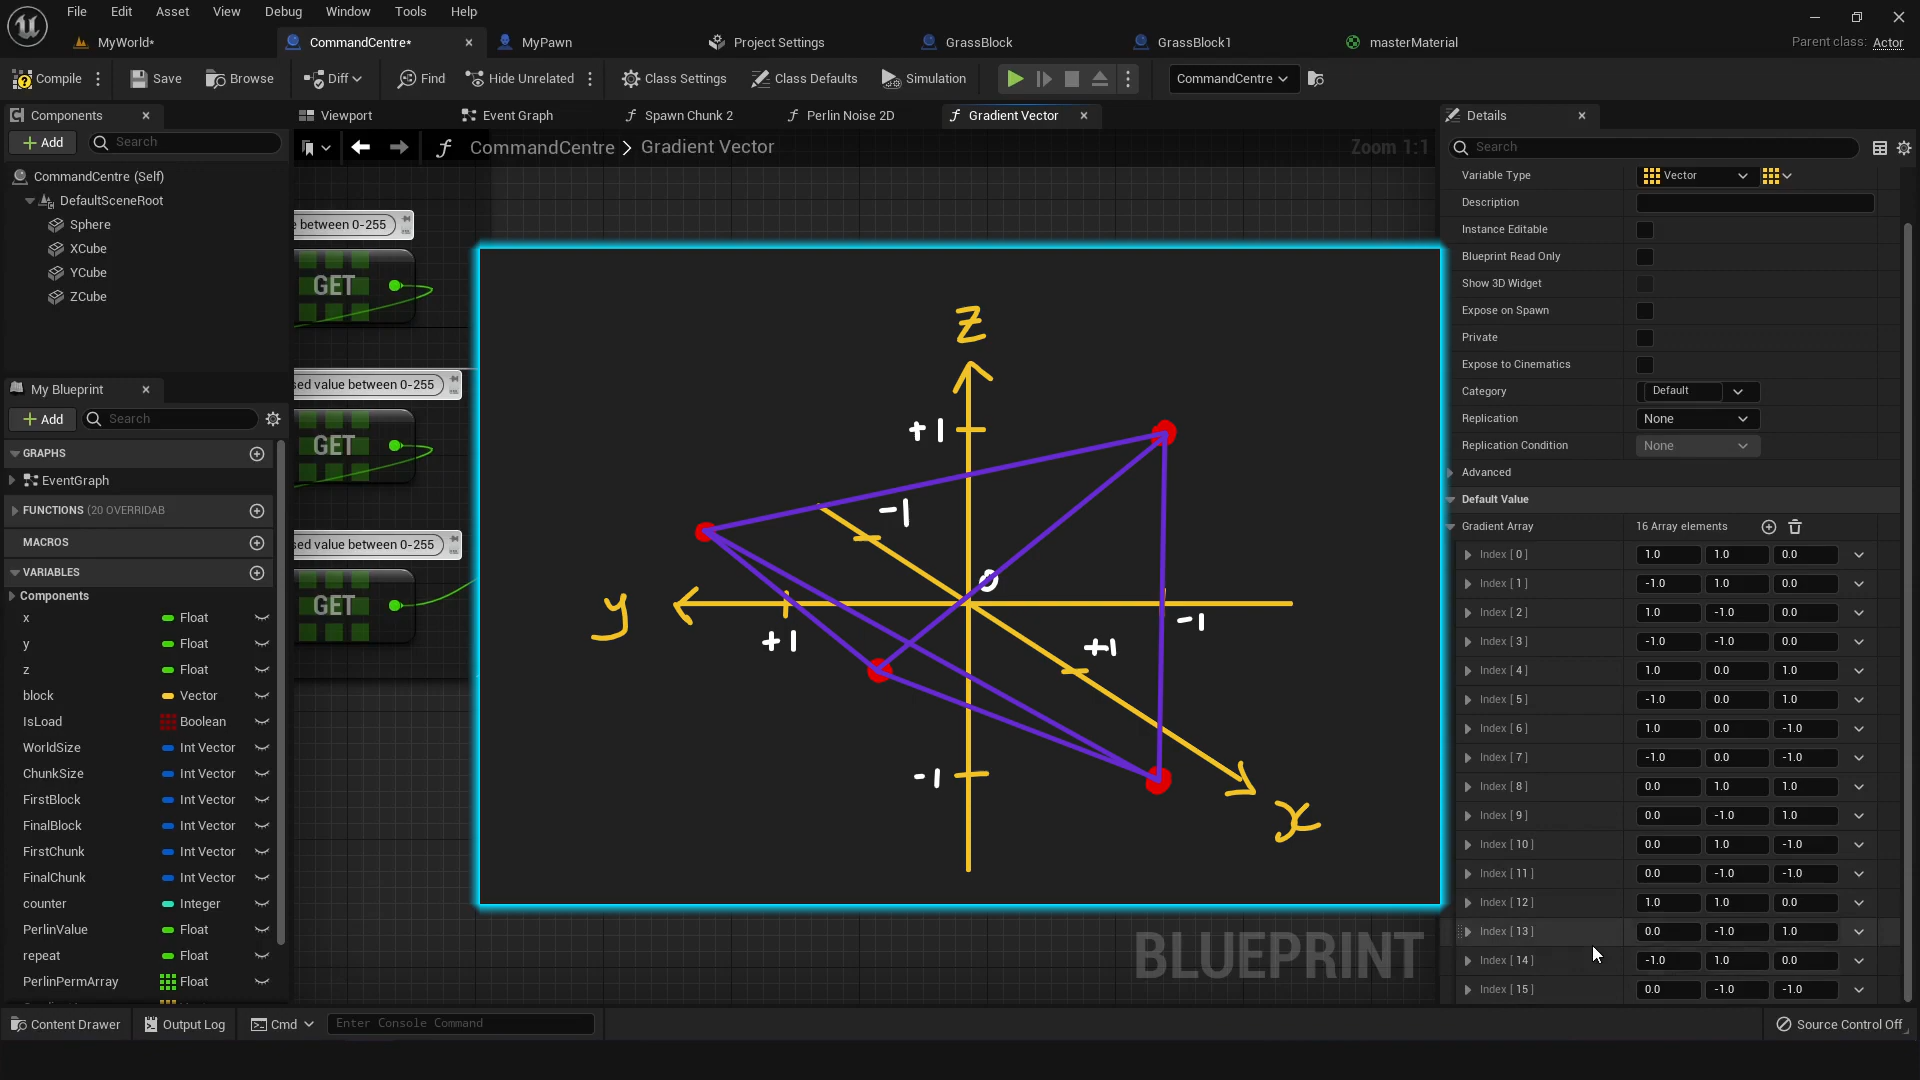 File Edit Asset View Debug Window Tools Help
MyWorld* CommandCentre* MyPawn Project Settings GrassBlock GrassBlock1 masterMaterial Parent class: Actor
Compile Save Browse Diff Find Hide Unrelated Class Settings Class Defaults Simulation CommandCentre
Components
Add Search
CommandCentre (Self)
DefaultSceneRoot
Sphere
XCube
YCube
ZCube
My Blueprint
Add Search
GRAPHS
EventGraph
FUNCTIONS (20 OVERRIDAB
MACROS
VARIABLES
Components
x Float
y Float
z Float
block Vector
IsLoad Boolean
WorldSize Int Vector
ChunkSize Int Vector
FirstBlock Int Vector
FinalBlock Int Vector
FirstChunk Int Vector
FinalChunk Int Vector
counter Integer
PerlinValue Float
repeat Float
PerlinPermArray Float
Viewport Event Graph Spawn Chunk 2 Perlin Noise 2D Gradient Vector
CommandCentre > Gradient Vector Zoom 1:1
e between 0-255
GET
sed value between 0-255
GET
sed value between 0-255
GET
z
+1
-1
0
y
+1
-1
+1
-1
x
BLUEPRINT
Details
Search
Variable Type Vector
Description
Instance Editable
Blueprint Read Only
Show 3D Widget
Expose on Spawn
Private
Expose to Cinematics
Category Default
Replication None
Replication Condition None
Advanced
Default Value
Gradient Array 16 Array elements
Index [ 0 ] 1.0 1.0 0.0
Index [ 1 ] -1.0 1.0 0.0
Index [ 2 ] 1.0 -1.0 0.0
Index [ 3 ] -1.0 -1.0 0.0
Index [ 4 ] 1.0 0.0 1.0
Index [ 5 ] -1.0 0.0 1.0
Index [ 6 ] 1.0 0.0 -1.0
Index [ 7 ] -1.0 0.0 -1.0
Index [ 8 ] 0.0 1.0 1.0
Index [ 9 ] 0.0 -1.0 1.0
Index [ 10 ] 0.0 1.0 -1.0
Index [ 11 ] 0.0 -1.0 -1.0
Index [ 12 ] 1.0 1.0 0.0
Index [ 13 ] 0.0 -1.0 1.0
Index [ 14 ] -1.0 1.0 0.0
Index [ 15 ] 0.0 -1.0 -1.0
Content Drawer Output Log Cmd Enter Console Command Source Control Off